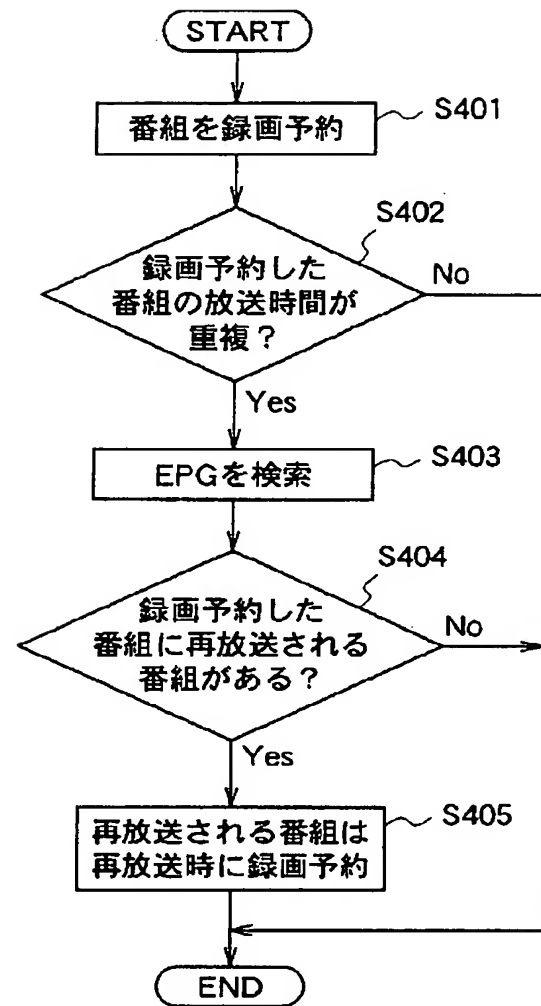 START
番組を録画予約
S401
S402
録画予約した
番組の放送時間が
重複？
No
Yes
EPGを検索
S403
S404
録画予約した
番組に再放送される
番組がある？
No
Yes
再放送される番組は
再放送時に録画予約
S405
END